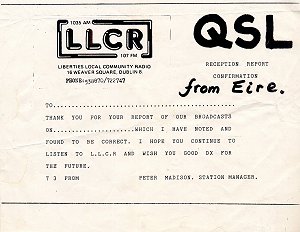 1035 AM
LLCR
107 FM
QSL
LIBERTIES LOCAL COMMUNITY RADIO
16 WEAVER SQUARE, DUBLIN 8.
RECEPTION REPORT
CONFIRMATION
from Eire.
TO
THANK YOU FOR YOUR REPORT OF OUR BROADCASTS
ON....................WHICH I HAVE NOTED AND
FOUND TO BE CORRECT. I HOPE YOU CONTINUE TO
LISTEN TO L.L.C.R AND WISH YOU GOOD DX FOR
THE FUTURE.
7 3 FROM PETER MADISON, STATION MANAGER.